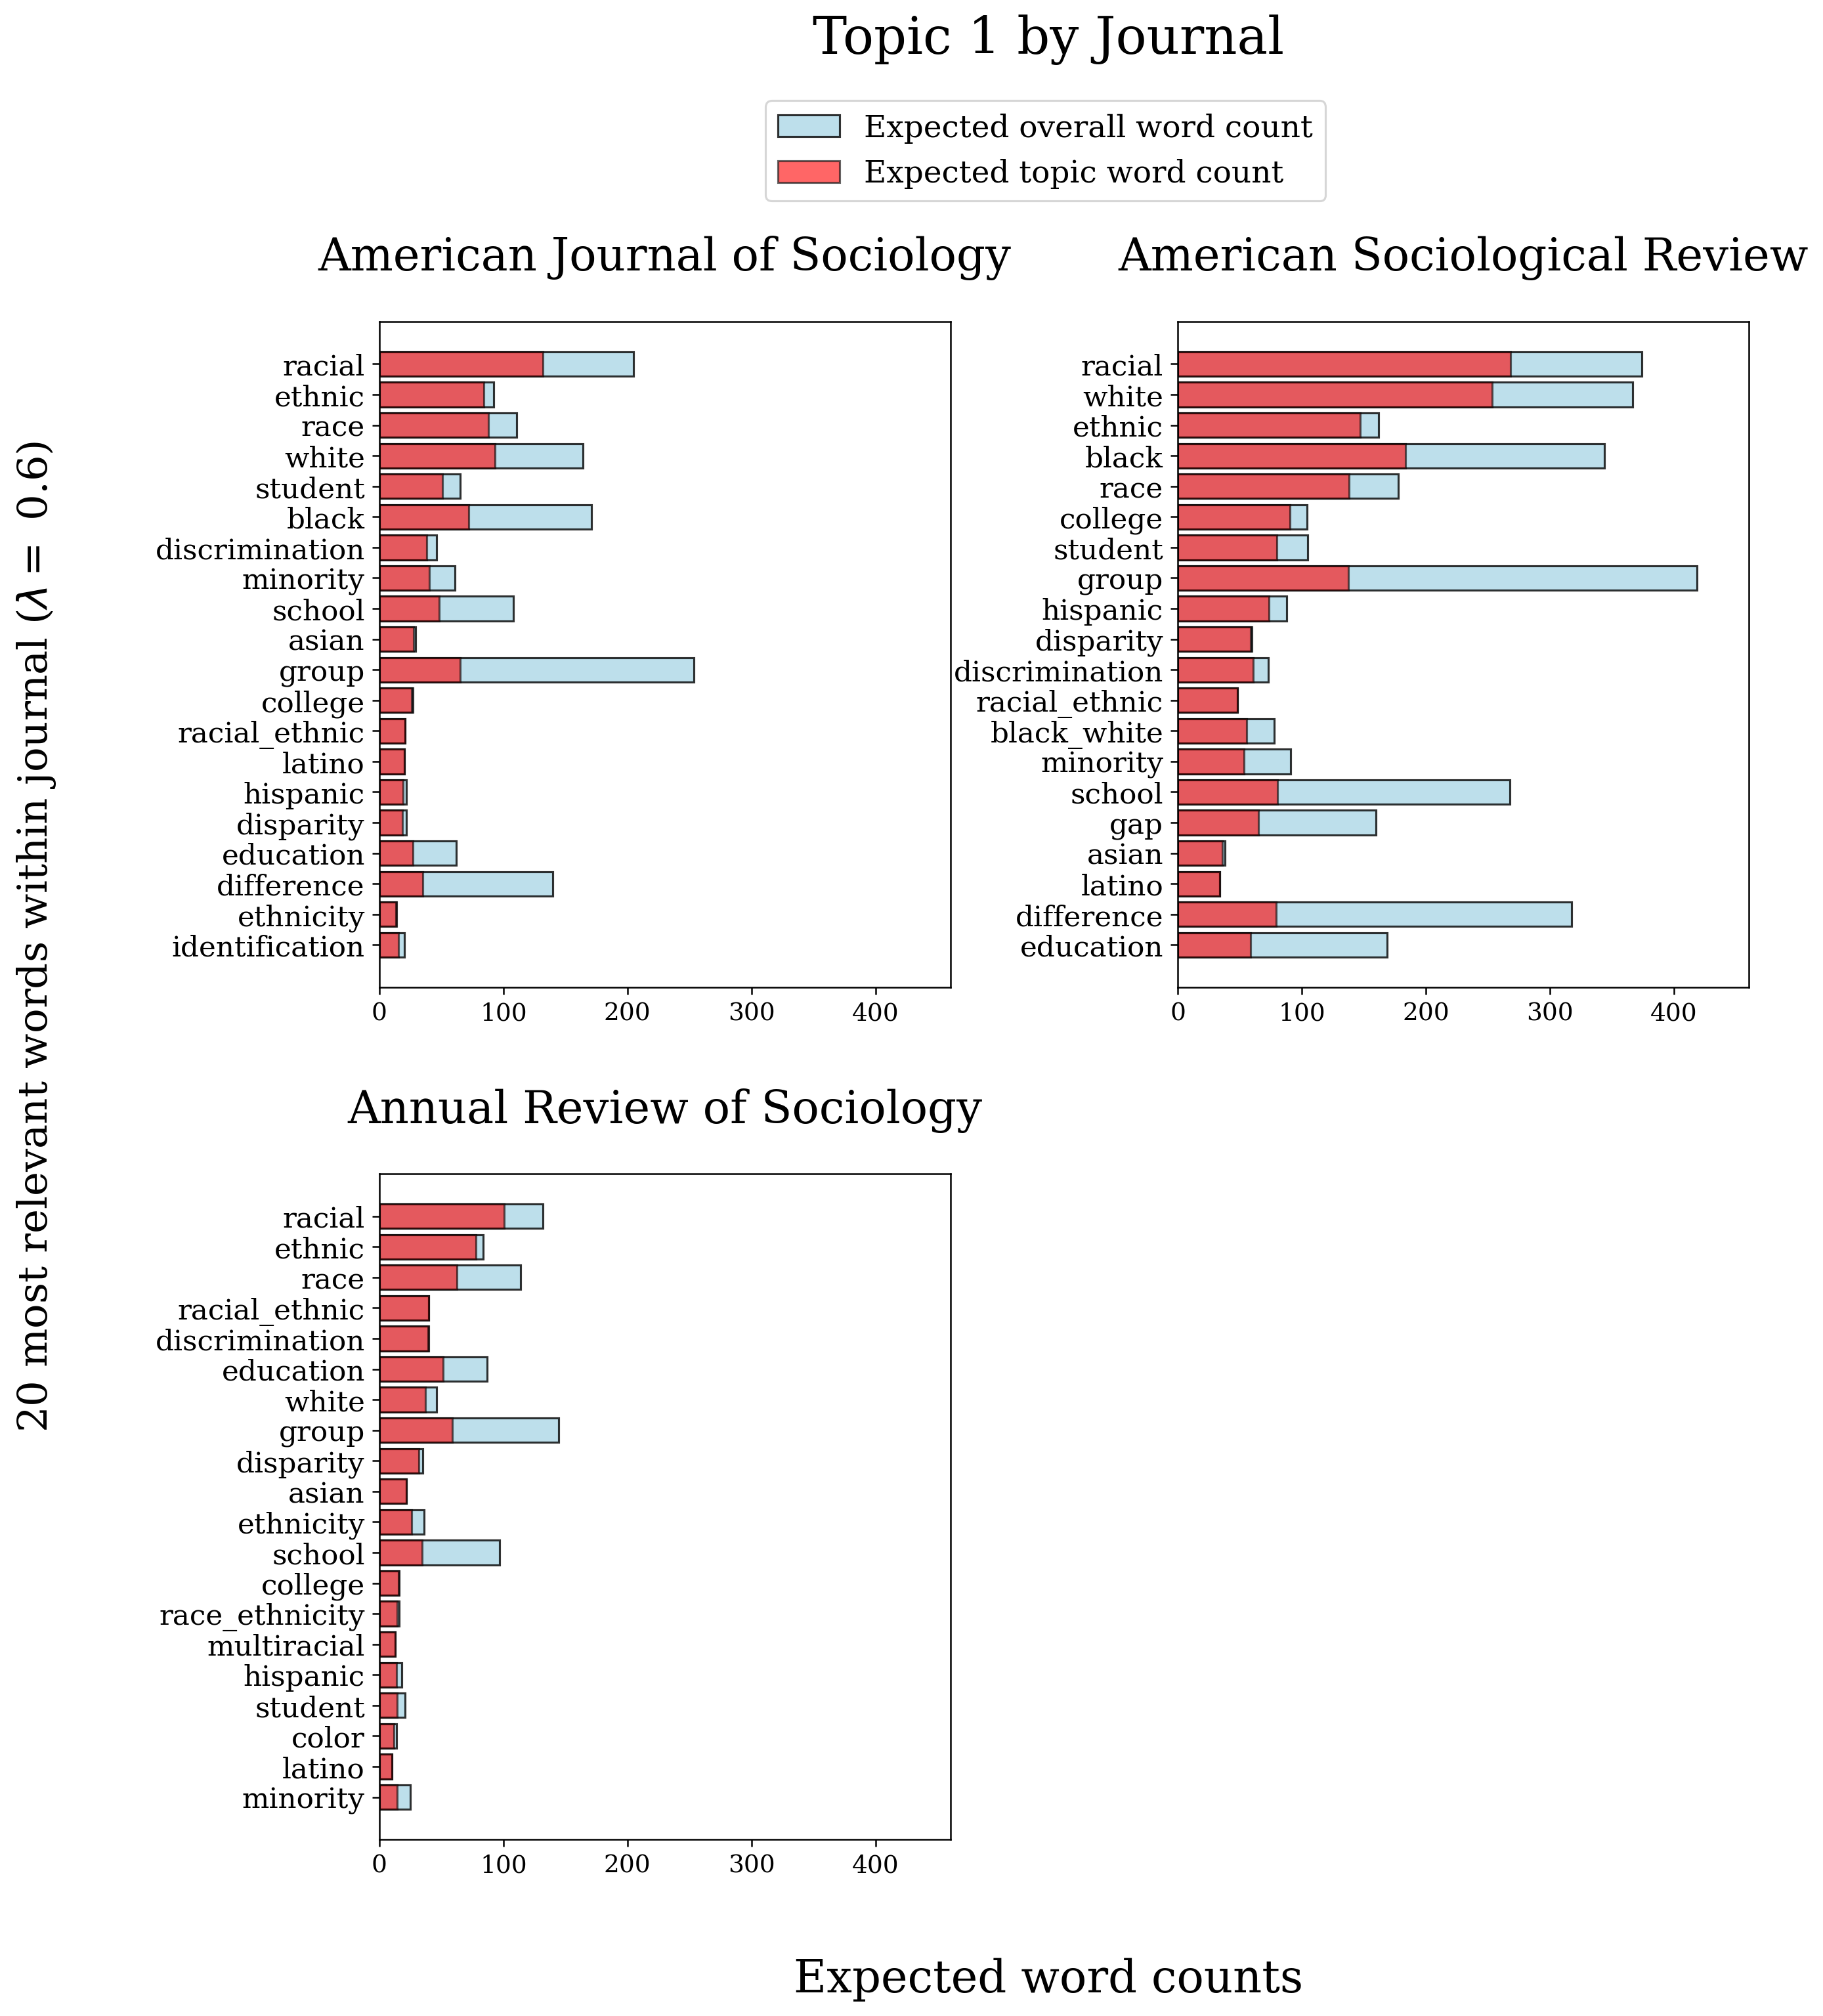 Topic 1 by Journal
Expected overall word count
Expected topic word count
20 most relevant words within journal (λ = 0.6)
American Journal of Sociology
racial
ethnic
race
white
student
black
discrimination
minority
school
asian
group
college
racial_ethnic
latino
hispanic
disparity
education
difference
ethnicity
identification
0 100 200 300 400
American Sociological Review
racial
white
ethnic
black
race
college
student
group
hispanic
disparity
discrimination
racial_ethnic
black_white
minority
school
gap
asian
latino
difference
education
0 100 200 300 400
Annual Review of Sociology
racial
ethnic
race
racial_ethnic
discrimination
education
white
group
disparity
asian
ethnicity
school
college
race_ethnicity
multiracial
hispanic
student
color
latino
minority
0 100 200 300 400
Expected word counts